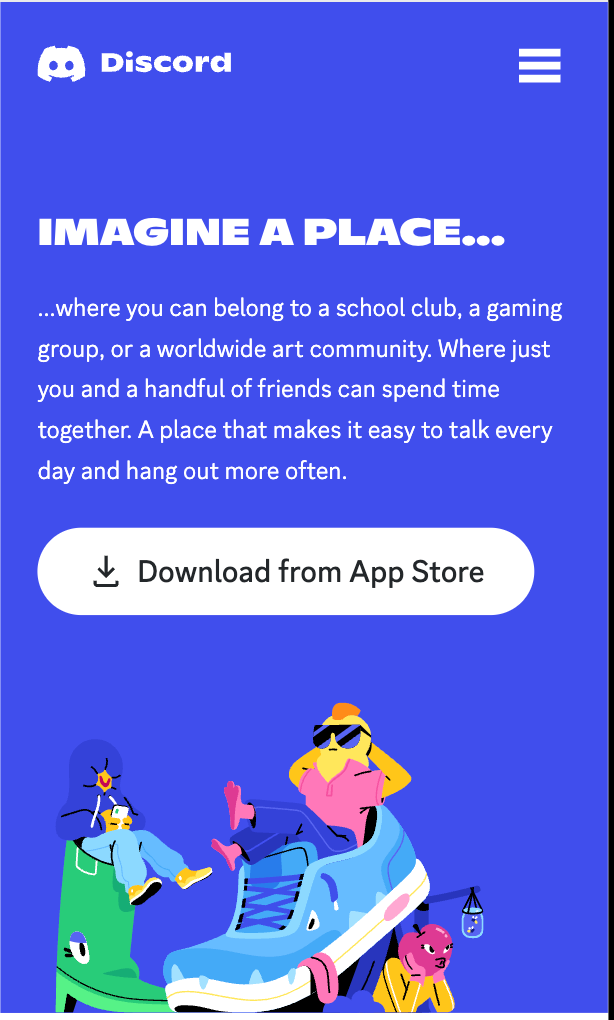 Discord
IMAGINE A PLACE...
...where you can belong to a school club, a gaming
group, or a worldwide art community. Where just
you and a handful of friends can spend time
together. A place that makes it easy to talk every
day and hang out more often.
Download from App Store